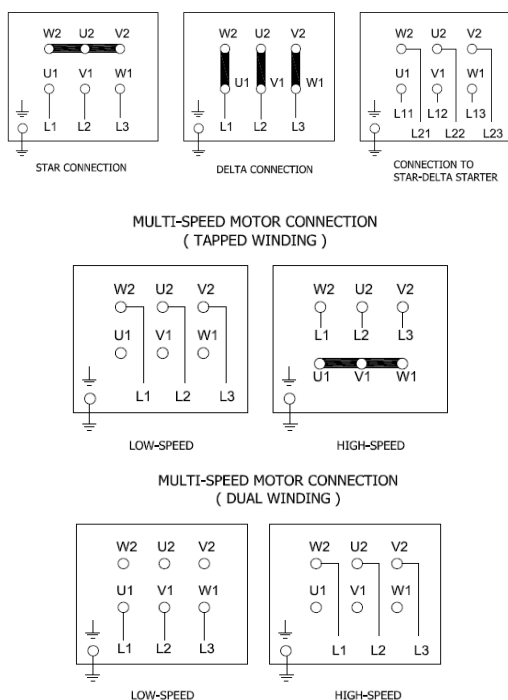 W2 U2 V2
U1 V1 W1
L1 L2 L3
STAR CONNECTION
W2 U2 V2
U1 V1 W1
L1 L2 L3
DELTA CONNECTION
W2 U2 V2
U1 V1 W1
L11 L12 L13
L21 L22 L23
CONNECTION TO
STAR-DELTA STARTER
MULTI-SPEED MOTOR CONNECTION
( TAPPED WINDING )
W2 U2 V2
U1 V1 W1
L1 L2 L3
LOW-SPEED
W2 U2 V2
L1 L2 L3
U1 V1 W1
HIGH-SPEED
MULTI-SPEED MOTOR CONNECTION
( DUAL WINDING )
W2 U2 V2
U1 V1 W1
L1 L2 L3
LOW-SPEED
W2 U2 V2
U1 V1 W1
L1 L2 L3
HIGH-SPEED